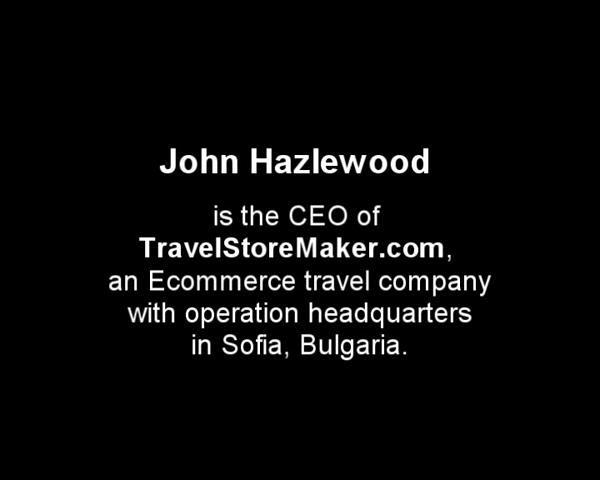 John Hazlewood
is the CEO of
TravelStoreMaker.com,
an Ecommerce travel company
with operation headquarters
in Sofia, Bulgaria.